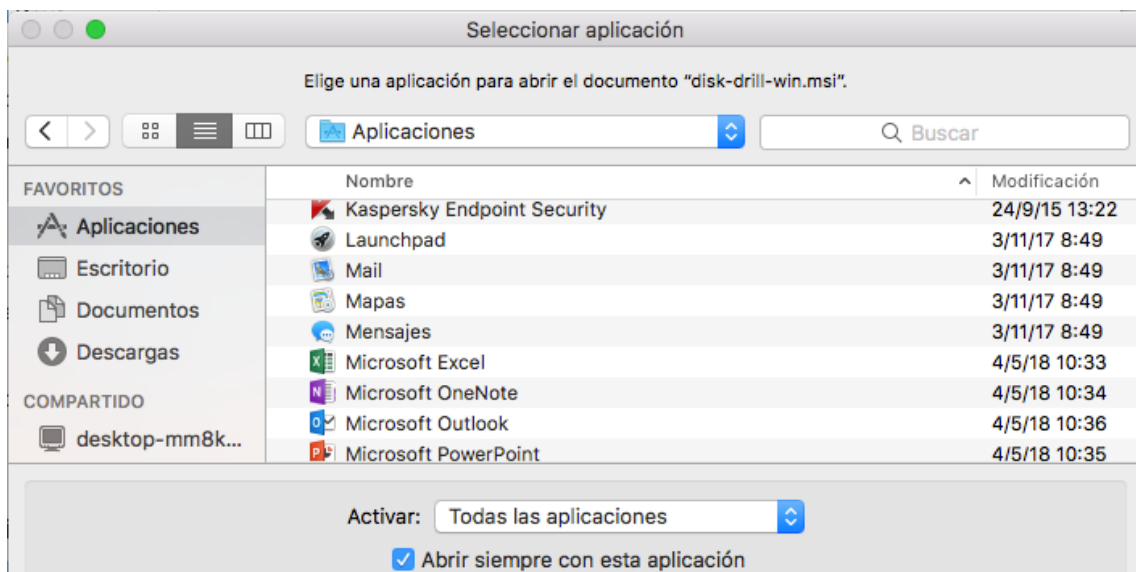 Seleccionar aplicación
Elige una aplicación para abrir el documento “disk-drill-win.msi”.
Aplicaciones
Buscar
FAVORITOS
Aplicaciones
Escritorio
Documentos
Descargas
COMPARTIDO
desktop-mm8k...
Nombre Modificación
Kaspersky Endpoint Security 24/9/15 13:22
Launchpad 3/11/17 8:49
Mail 3/11/17 8:49
Mapas 3/11/17 8:49
Mensajes 3/11/17 8:49
Microsoft Excel 4/5/18 10:33
Microsoft OneNote 4/5/18 10:34
Microsoft Outlook 4/5/18 10:36
Microsoft PowerPoint 4/5/18 10:35
Activar: Todas las aplicaciones
Abrir siempre con esta aplicación